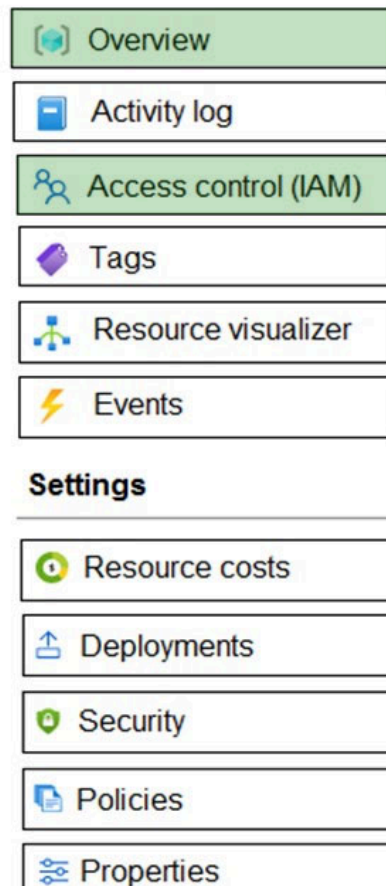 Overview
Activity log
Access control (IAM)
Tags
Resource visualizer
Events
Settings
Resource costs
Deployments
Security
Policies
Properties